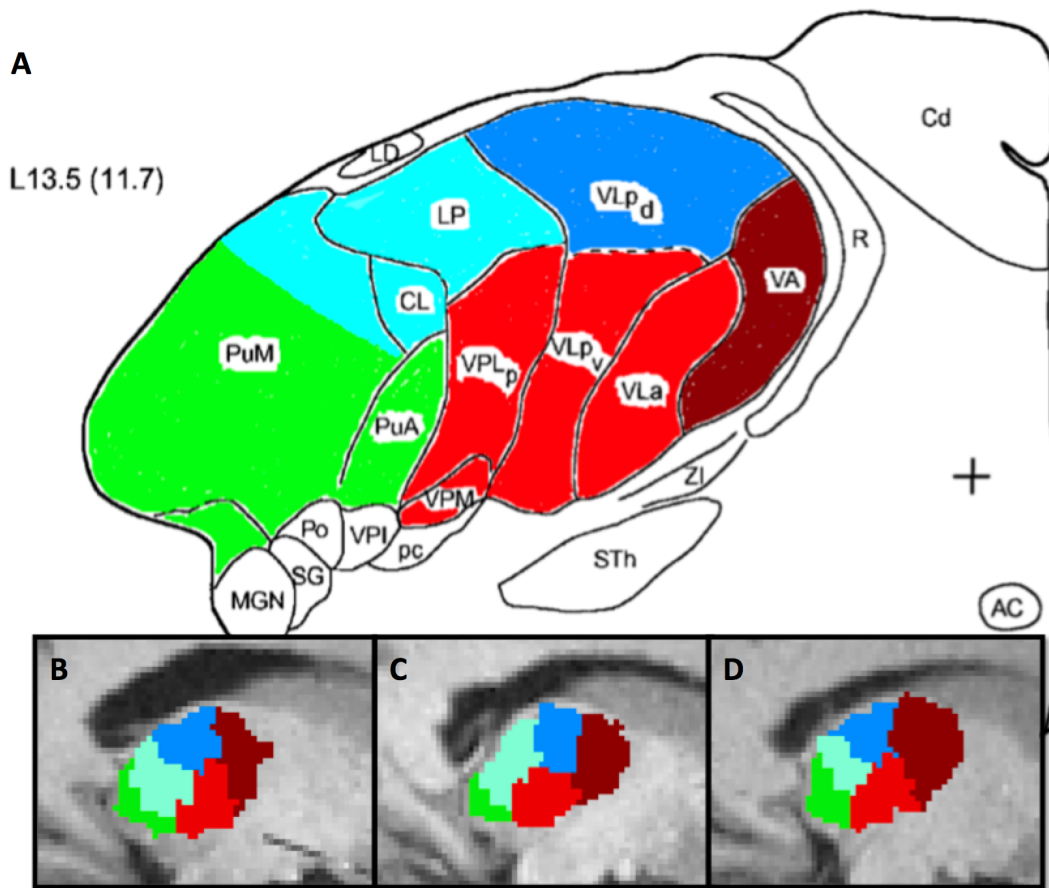 A
Cd
LD
L13.5 (11.7)
LP
VLpd
R
VA
CL
PuM
VPLp
VLpv
VLa
PuA
ZI
VPM
Po
VPI
pc
STh
SG
MGN
AC
B
C
D